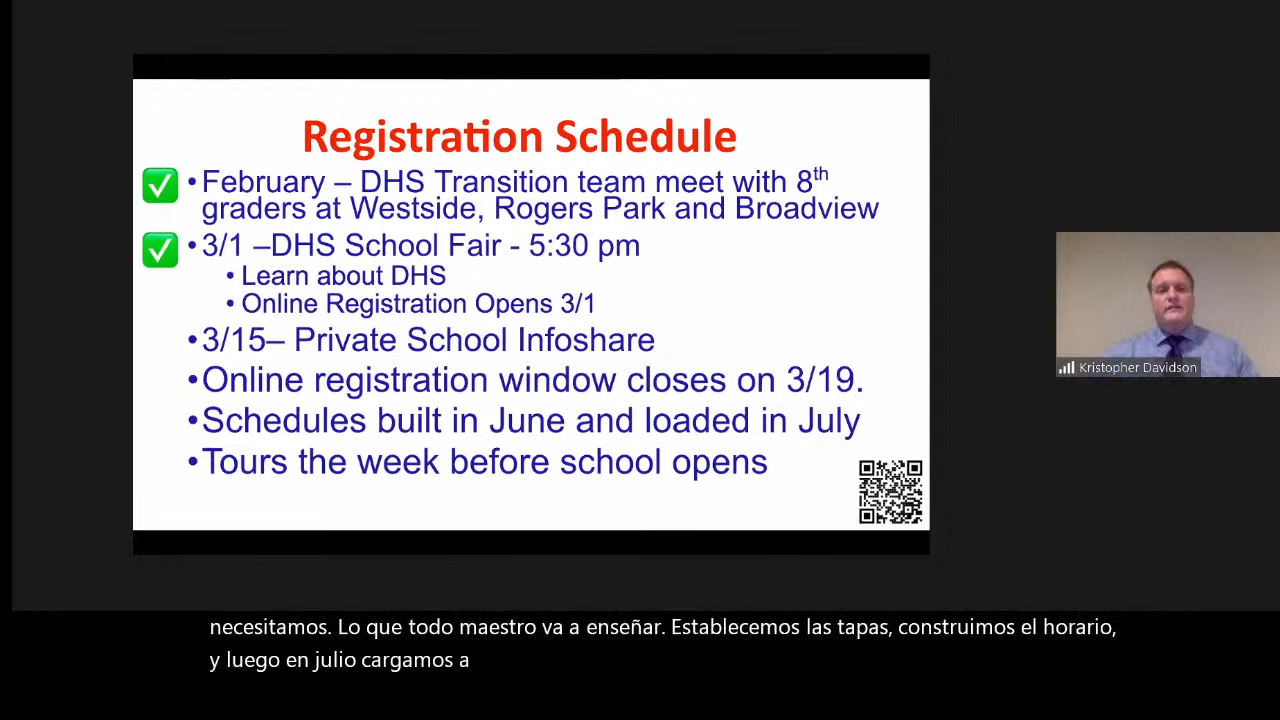 Registration Schedule
•February – DHS Transition team meet with 8th
graders at Westside, Rogers Park and Broadview
•3/1 –DHS School Fair - 5:30 pm
•Learn about DHS
•Online Registration Opens 3/1
•3/15– Private School Infoshare
•Online registration window closes on 3/19.
•Schedules built in June and loaded in July
•Tours the week before school opens
Kristopher Davidson
necesitamos. Lo que todo maestro va a enseñar. Establecemos las tapas, construimos el horario,
y luego en julio cargamos a